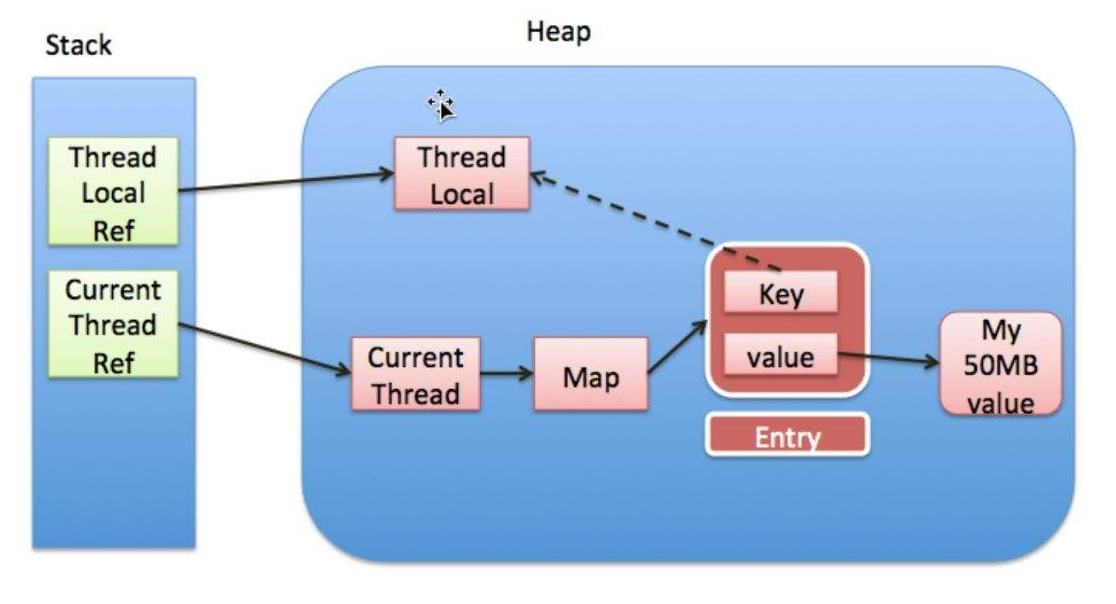 Stack
Heap
Thread
Local
Ref
Thread
Local
Current
Thread
Ref
Key
Current
Thread
Map
value
My
50MB
value
Entry